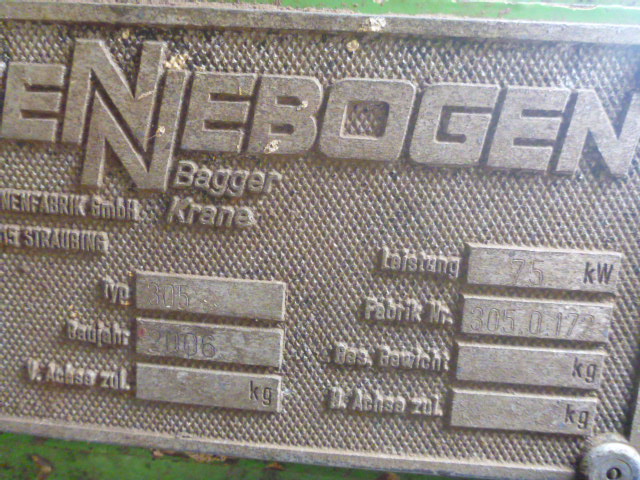 ENNEBOGEN
Bagger
Krane
NENFABRIK GmbH.
STRAUBING
Leistung 75 kW
Typ 305
Fabrik Nr. 305.0.172
Baujahr 2006
Ges. Gewicht kg
V. Achse zul. kg
H. Achse zul. kg